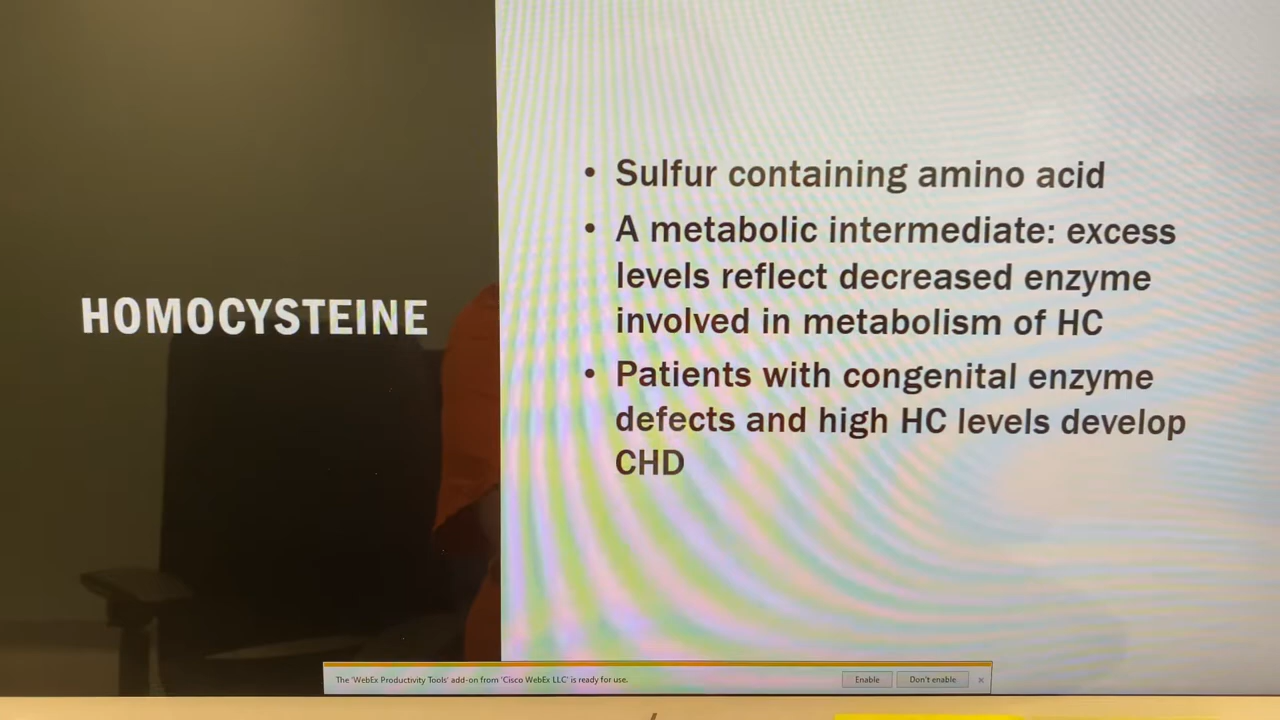 HOMOCYSTEINE
• Sulfur containing amino acid
• A metabolic intermediate: excess
levels reflect decreased enzyme
involved in metabolism of HC
• Patients with congenital enzyme
defects and high HC levels develop
CHD
The 'WebEx Productivity Tools' add-on from 'Cisco WebEx LLC' is ready for use.
Enable
Don't enable
×